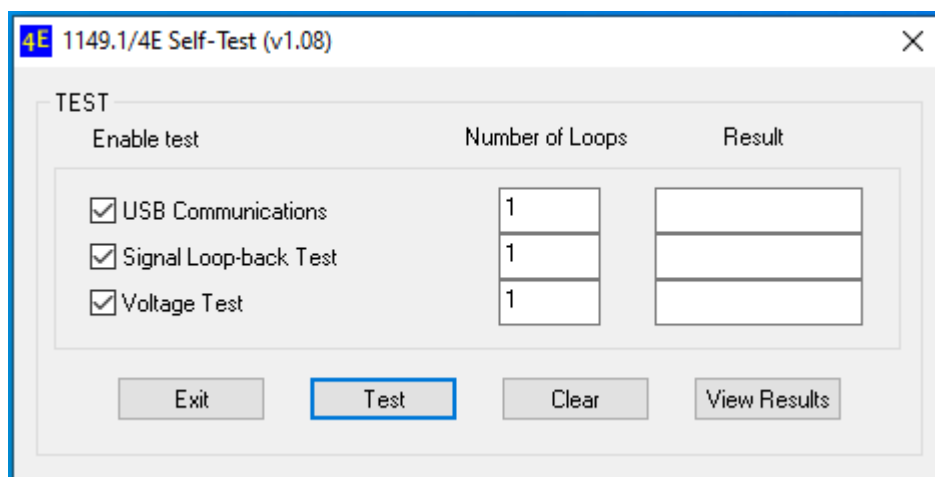 4E 1149.1/4E Self-Test (v1.08)
TEST
Enable test Number of Loops Result
USB Communications 1
Signal Loop-back Test 1
Voltage Test 1
Exit Test Clear View Results